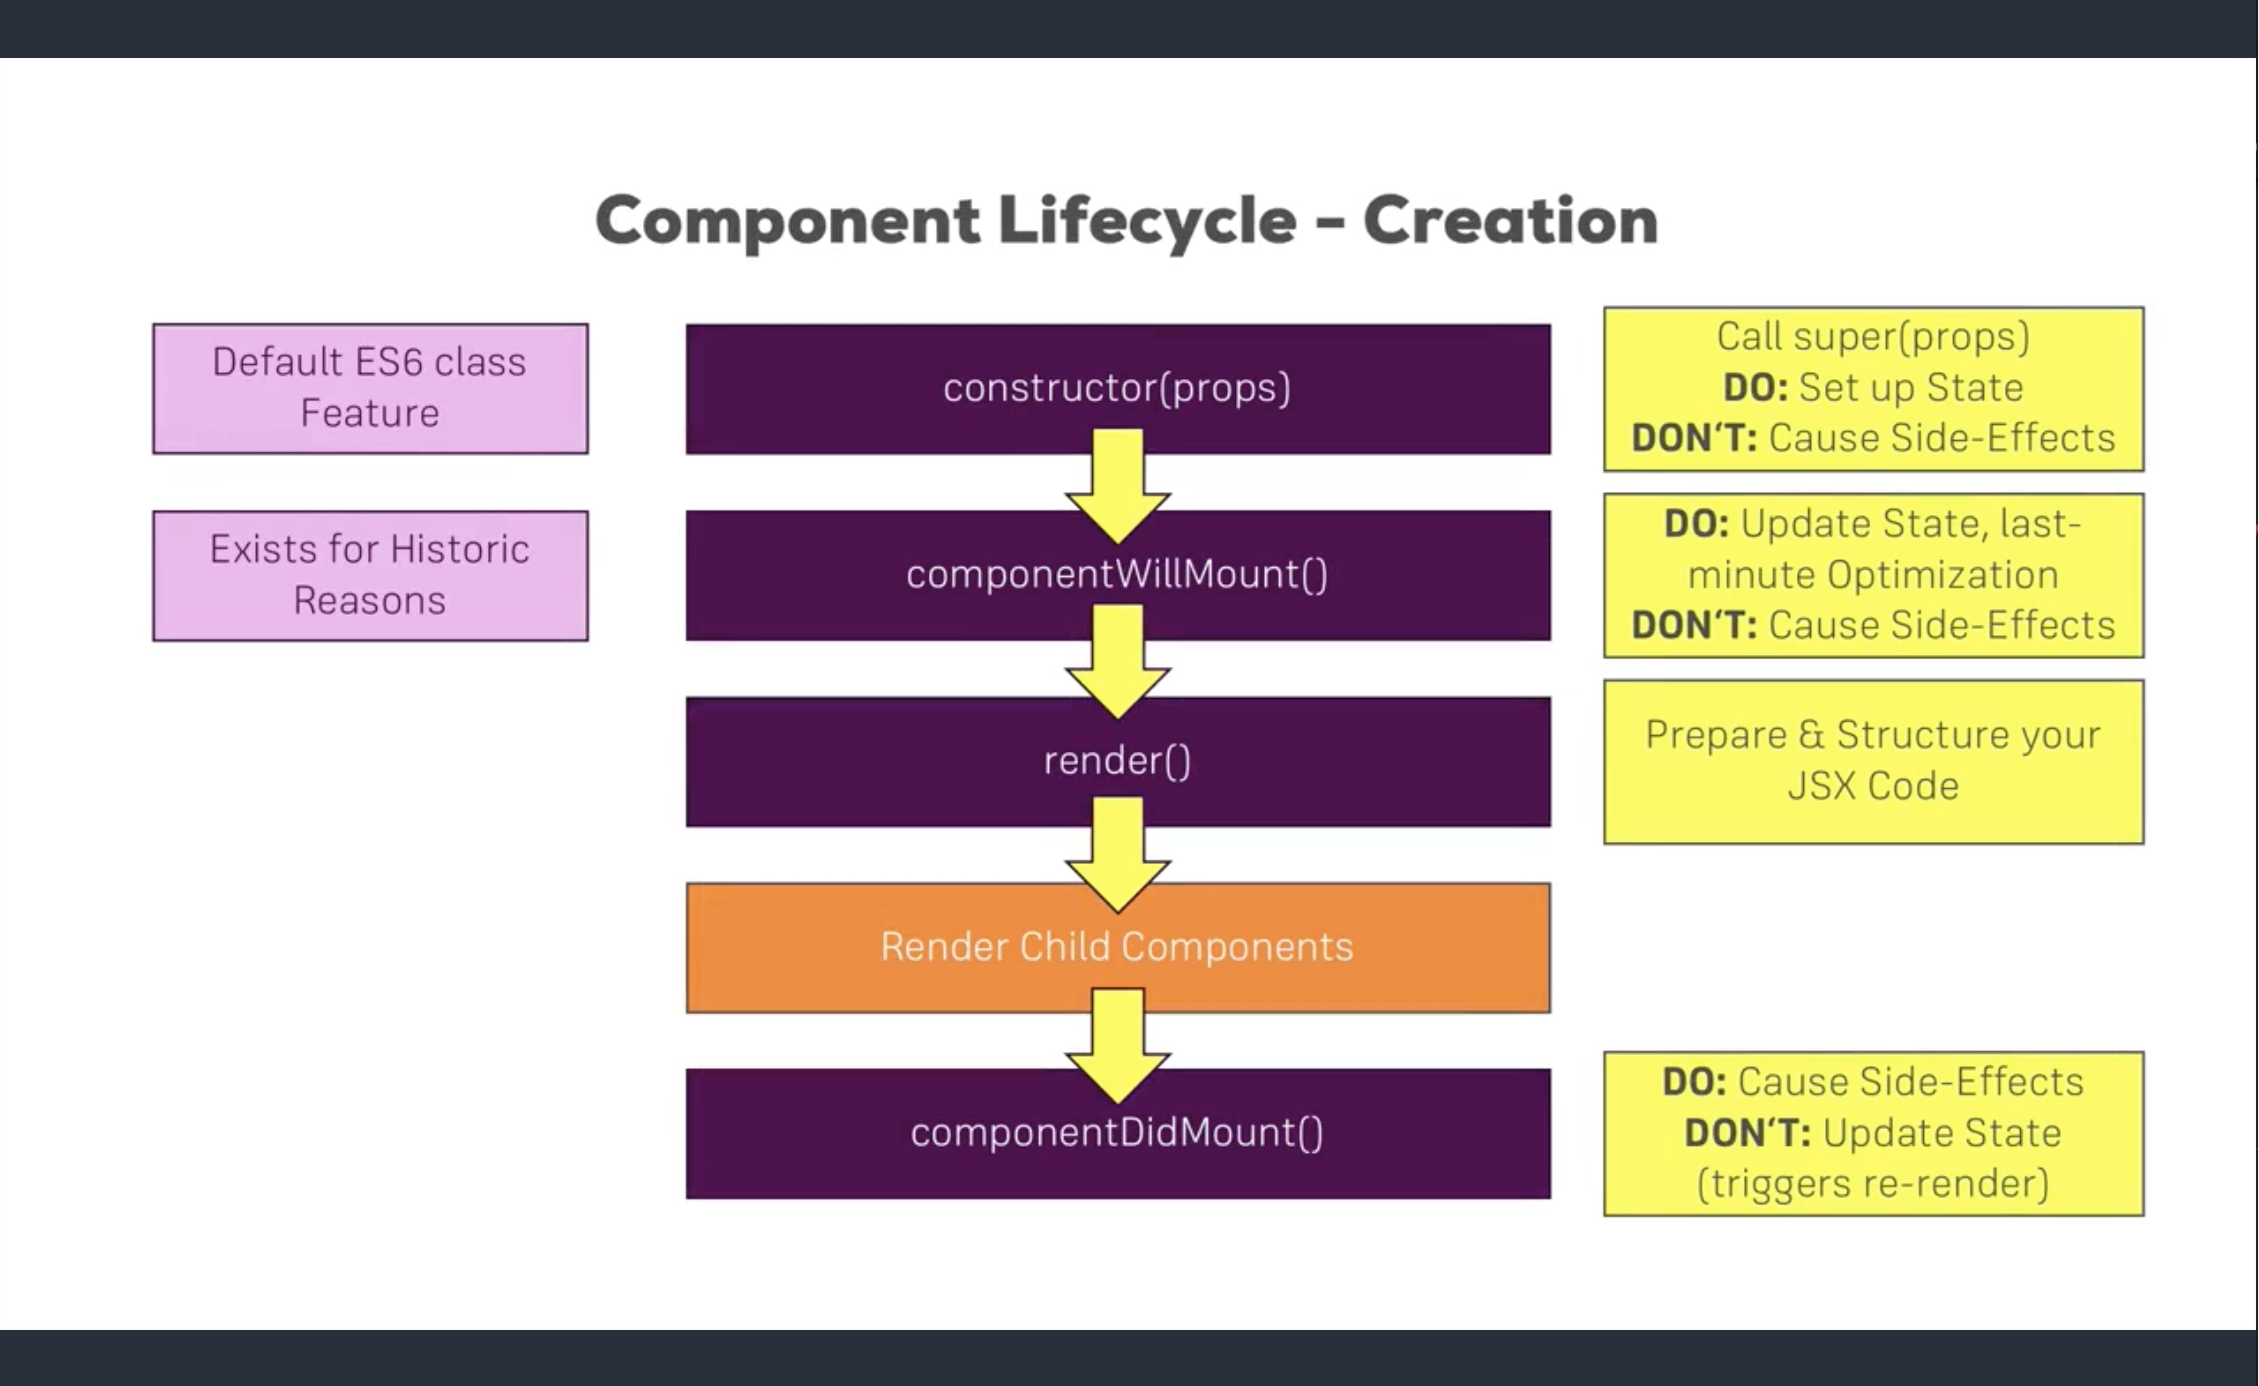 Component Lifecycle - Creation
Default ES6 class
Feature
constructor(props)
Call super(props)
DO: Set up State
DON‘T: Cause Side-Effects
Exists for Historic
Reasons
componentWillMount()
DO: Update State, last-
minute Optimization
DON‘T: Cause Side-Effects
render()
Prepare & Structure your
JSX Code
Render Child Components
componentDidMount()
DO: Cause Side-Effects
DON‘T: Update State
(triggers re-render)